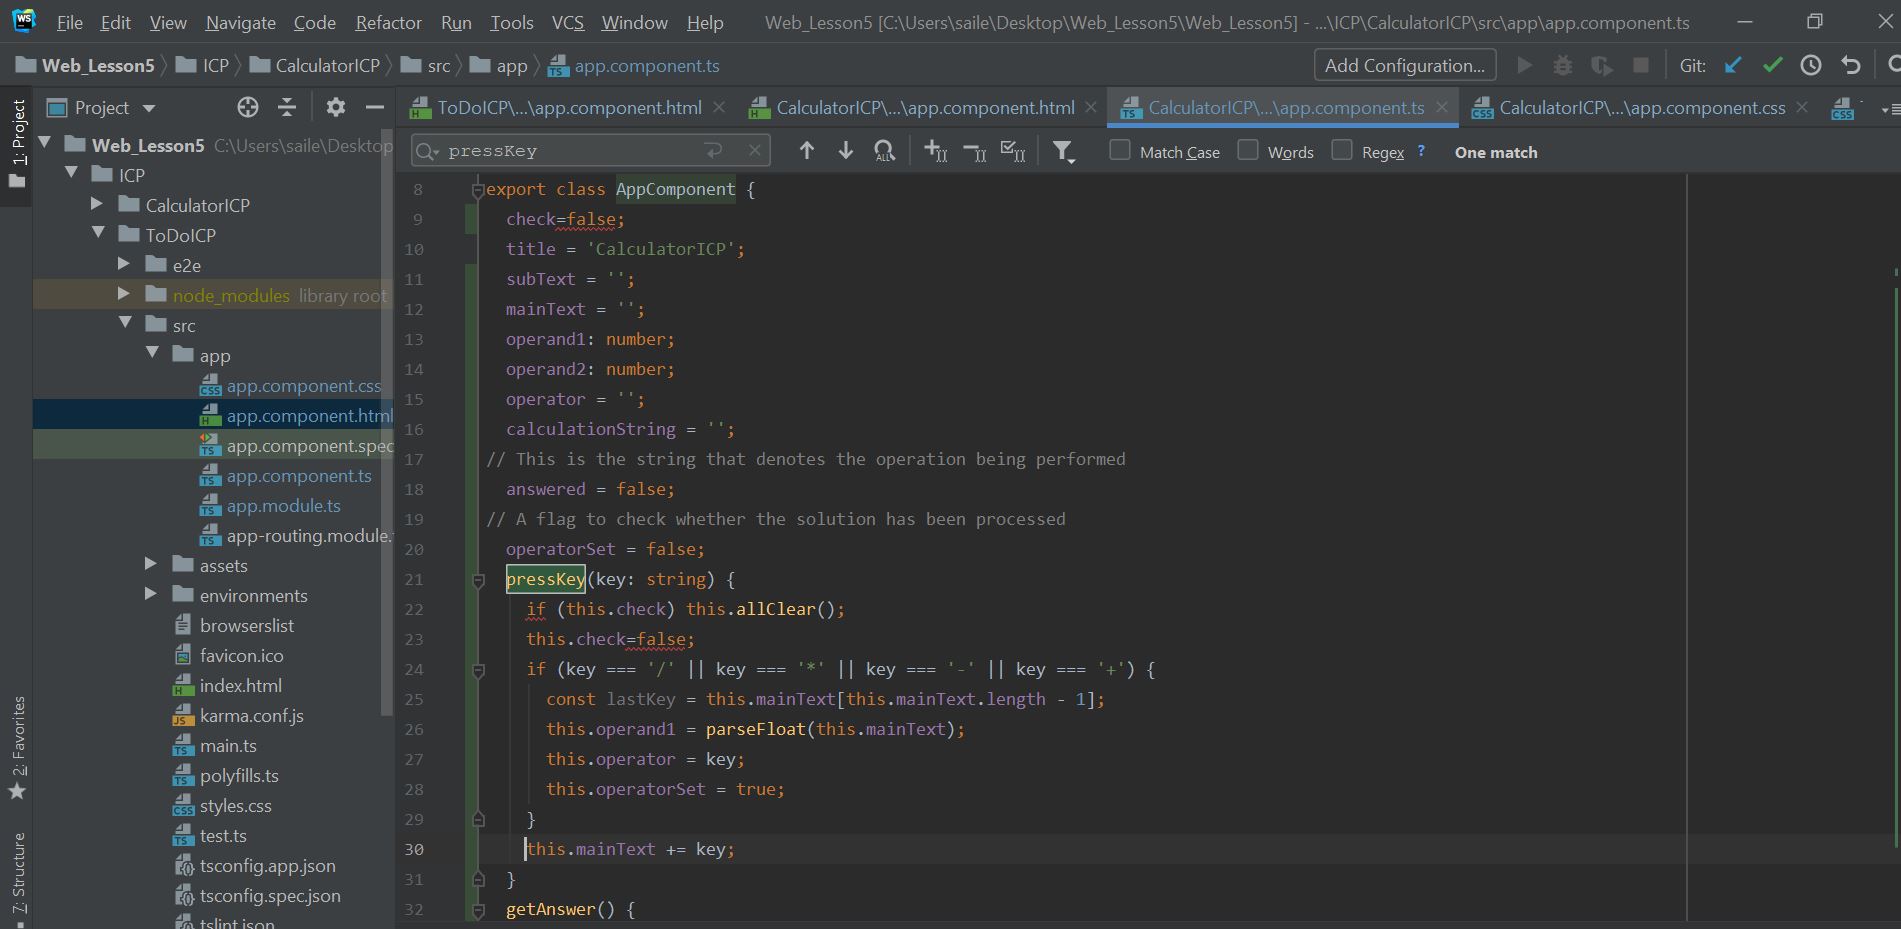 WS File Edit View Navigate Code Refactor Run Tools VCS Window Help Web_Lesson5 [C:\Users\saile\Desktop\Web_Lesson5\Web_Lesson5] - ...\ICP\CalculatorICP\src\app\app.component.ts
Web_Lesson5 ICP CalculatorICP src app app.component.ts Add Configuration... Git:
Project ToDoICP\...\app.component.html CalculatorICP\...\app.component.html CalculatorICP\...\app.component.ts CalculatorICP\...\app.component.css
pressKey Match Case Words Regex ? One match
1: Project
2: Favorites
7: Structure
Web_Lesson5 C:\Users\saile\Desktop
ICP
CalculatorICP
ToDoICP
e2e
node_modules library root
src
app
app.component.css
app.component.html
app.component.spec
app.component.ts
app.module.ts
app-routing.module.
assets
environments
browserslist
favicon.ico
index.html
karma.conf.js
main.ts
polyfills.ts
styles.css
test.ts
tsconfig.app.json
tsconfig.spec.json
tslint.json
8 export class AppComponent {
9 check=false;
10 title = 'CalculatorICP';
11 subText = '';
12 mainText = '';
13 operand1: number;
14 operand2: number;
15 operator = '';
16 calculationString = '';
17 // This is the string that denotes the operation being performed
18 answered = false;
19 // A flag to check whether the solution has been processed
20 operatorSet = false;
21 pressKey(key: string) {
22 if (this.check) this.allClear();
23 this.check=false;
24 if (key === '/' || key === '*' || key === '-' || key === '+') {
25 const lastKey = this.mainText[this.mainText.length - 1];
26 this.operand1 = parseFloat(this.mainText);
27 this.operator = key;
28 this.operatorSet = true;
29 }
30 this.mainText += key;
31 }
32 getAnswer() {